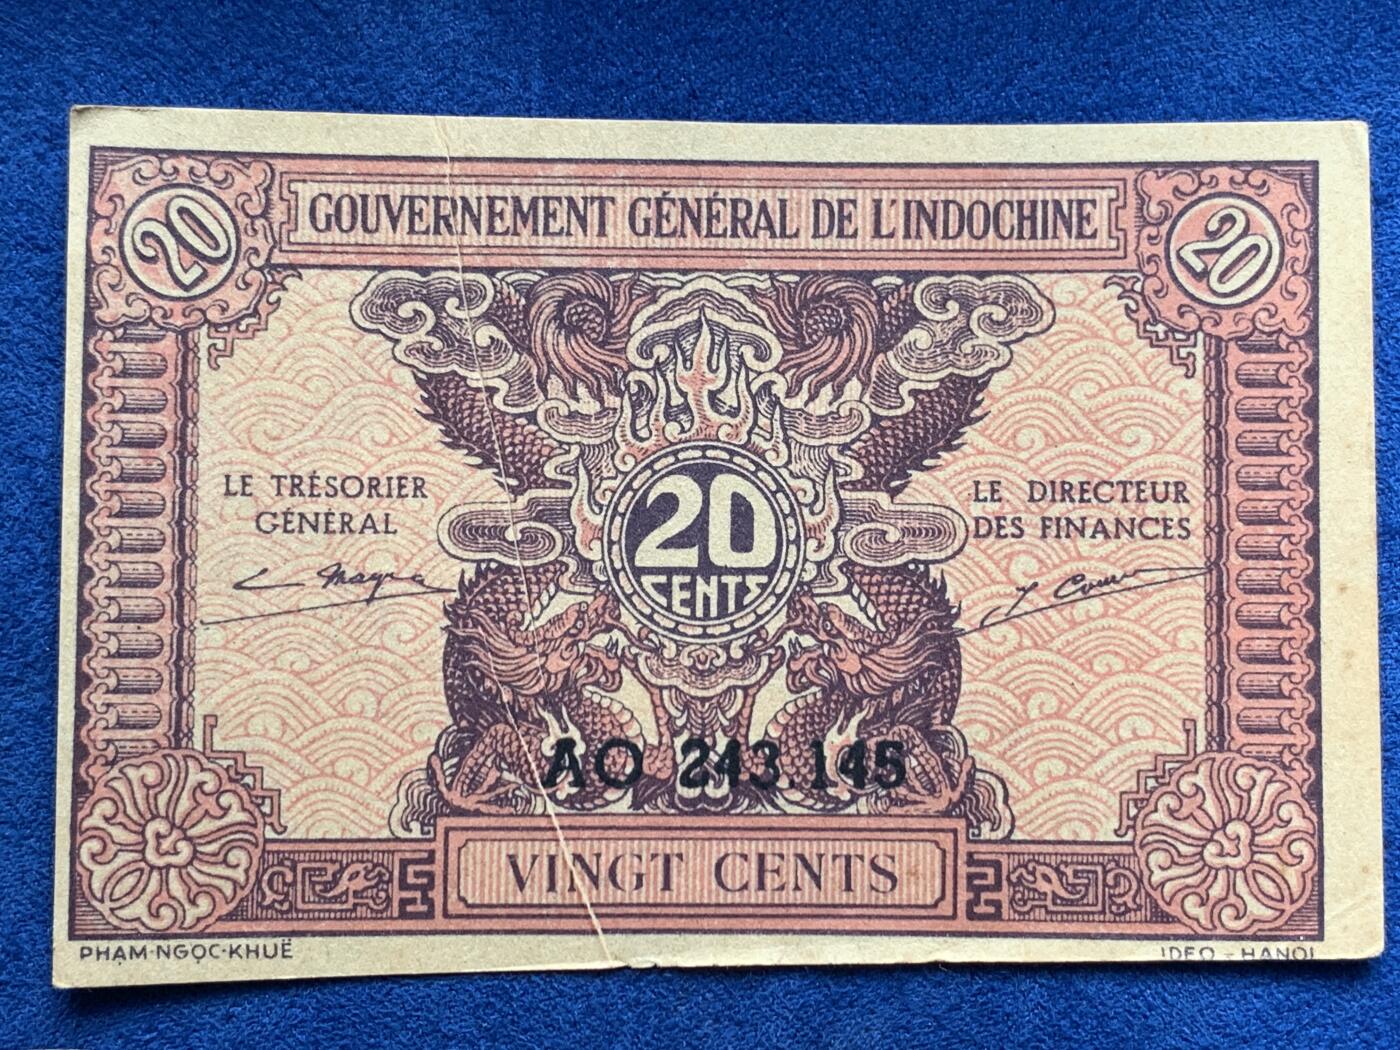 20 GOUVERNEMENT GÉNÉRAL DE L'INDOCHINE 20
LE TRÉSORIER
GÉNÉRAL
LE DIRECTEUR
DES FINANCES
20
CENTS
AO 243.145
VINGT CENTS
PHẠM-NGỌC-KHUË
IDEO - HANOI